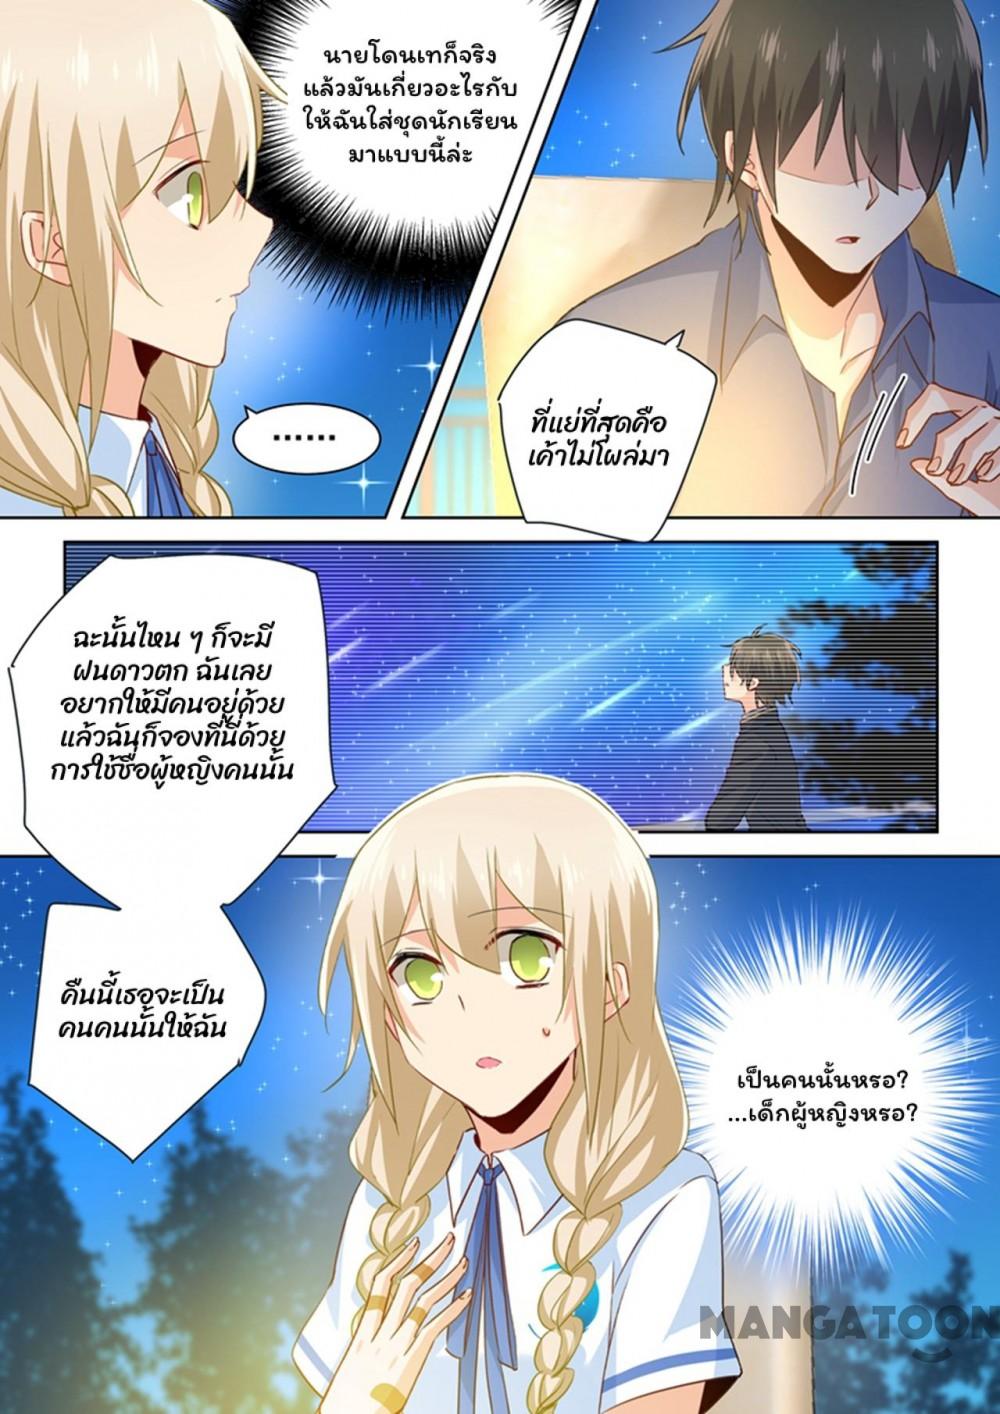 นายโดนเทก็จริง
แล้วมันเกี่ยวอะไรกับ
ให้ฉันใส่ชุดนักเรียน
มาแบบนี้ล่ะ
......
ที่แย่ที่สุดคือ
เค้าไม่โผล่มา
ฉะนั้นไหน ๆ ก็จะมี
ฝนดาวตก ฉันเลย
อยากให้มีคนอยู่ด้วย
แล้วฉันก็จองที่นี่ด้วย
การใช้ชื่อผู้หญิงคนนั้น
คืนนี้เธอจะเป็น
คนคนนั้นให้ฉัน
เป็นคนนั้นหรอ?
...เด็กผู้หญิงหรอ?
MANGATOON